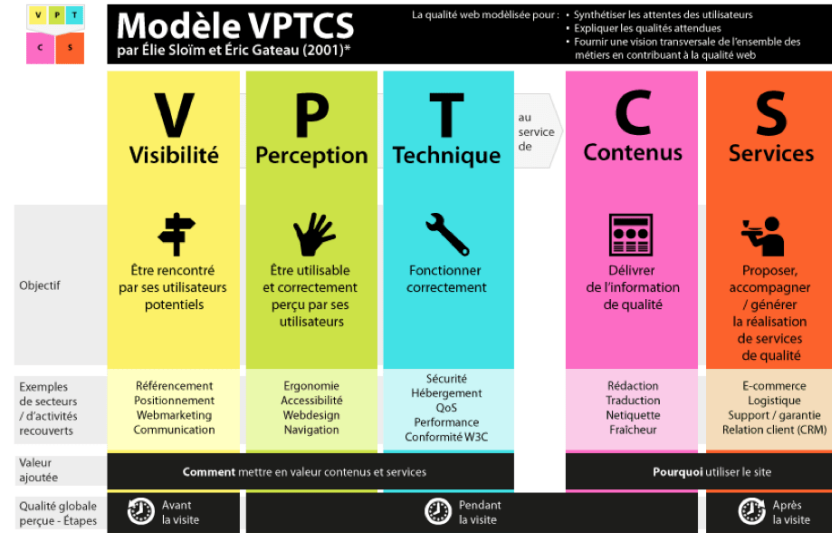 V P T
C S
Modèle VPTCS
par Élie Sloïm et Éric Gateau (2001)*
La qualité web modélisée pour : • Synthétiser les attentes des utilisateurs
• Expliquer les qualités attendues
• Fournir une vision transversale de l'ensemble des
métiers en contribuant à la qualité web
V
Visibilité
P
Perception
T
Technique
au
service
de
C
Contenus
S
Services
Objectif
Être rencontré
par ses utilisateurs
potentiels
Être utilisable
et correctement
perçu par ses
utilisateurs
Fonctionner
correctement
Délivrer
de l'information
de qualité
Proposer,
accompagner
/ générer
la réalisation
de services
de qualité
Exemples
de secteurs
/ d'activités
recouverts
Référencement
Positionnement
Webmarketing
Communication
Ergonomie
Accessibilité
Webdesign
Navigation
Sécurité
Hébergement
QoS
Performance
Conformité W3C
Rédaction
Traduction
Netiquette
Fraîcheur
E-commerce
Logistique
Support / garantie
Relation client (CRM)
Valeur
ajoutée
Comment mettre en valeur contenus et services
Pourquoi utiliser le site
Qualité globale
perçue - Étapes
Avant
la visite
Pendant
la visite
Après
la visite